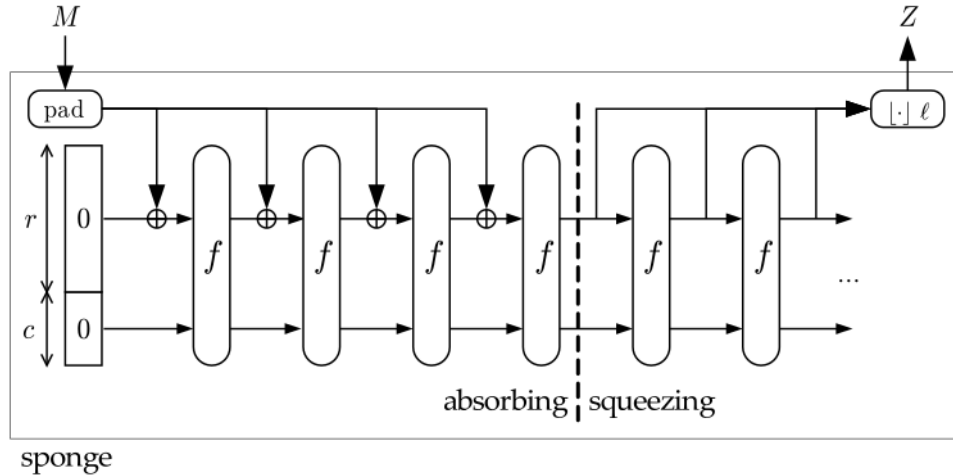 M Z
pad ⌊·⌋ ℓ
r 0 f f f f f f
c 0 ...
absorbing squeezing
sponge